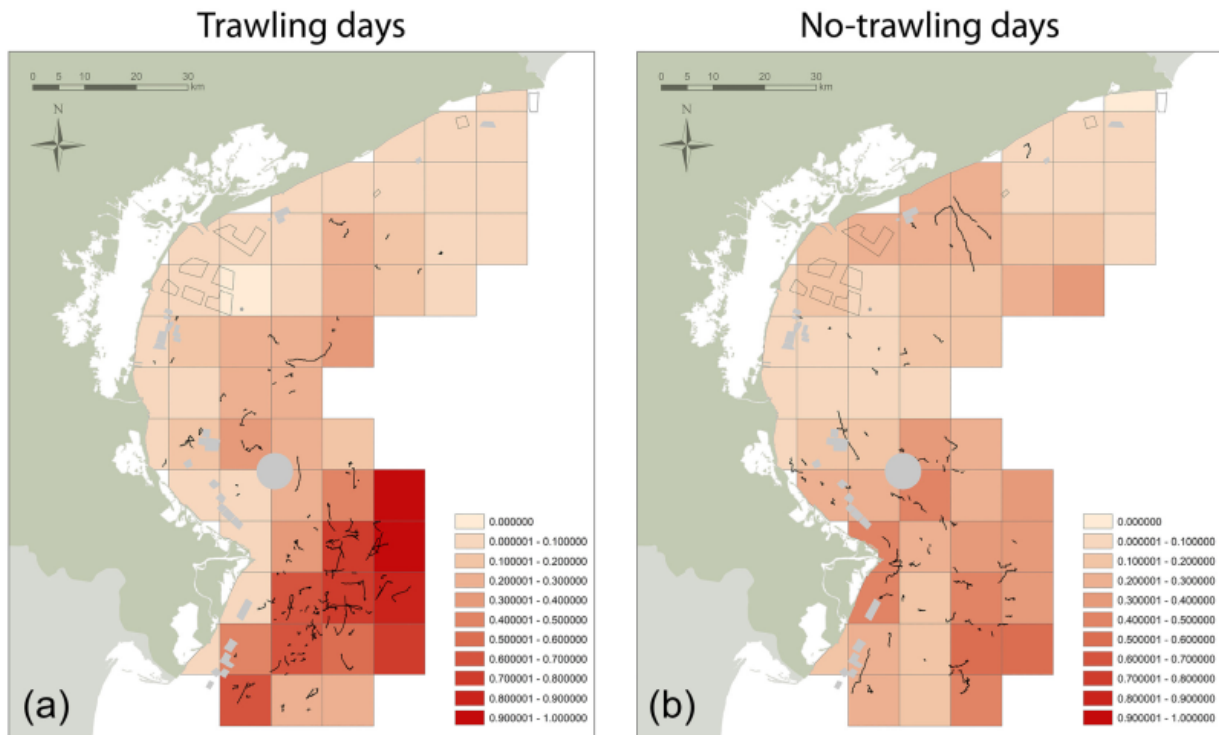 Trawling days
No-trawling days
0 5 10 20 30
km
N
0.000000
0.000001 - 0.100000
0.100001 - 0.200000
0.200001 - 0.300000
0.300001 - 0.400000
0.400001 - 0.500000
0.500001 - 0.600000
0.600001 - 0.700000
0.700001 - 0.800000
0.800001 - 0.900000
0.900001 - 1.000000
(a)
0 5 10 20 30
km
N
0.000000
0.000001 - 0.100000
0.100001 - 0.200000
0.200001 - 0.300000
0.300001 - 0.400000
0.400001 - 0.500000
0.500001 - 0.600000
0.600001 - 0.700000
0.700001 - 0.800000
0.800001 - 0.900000
0.900001 - 1.000000
(b)